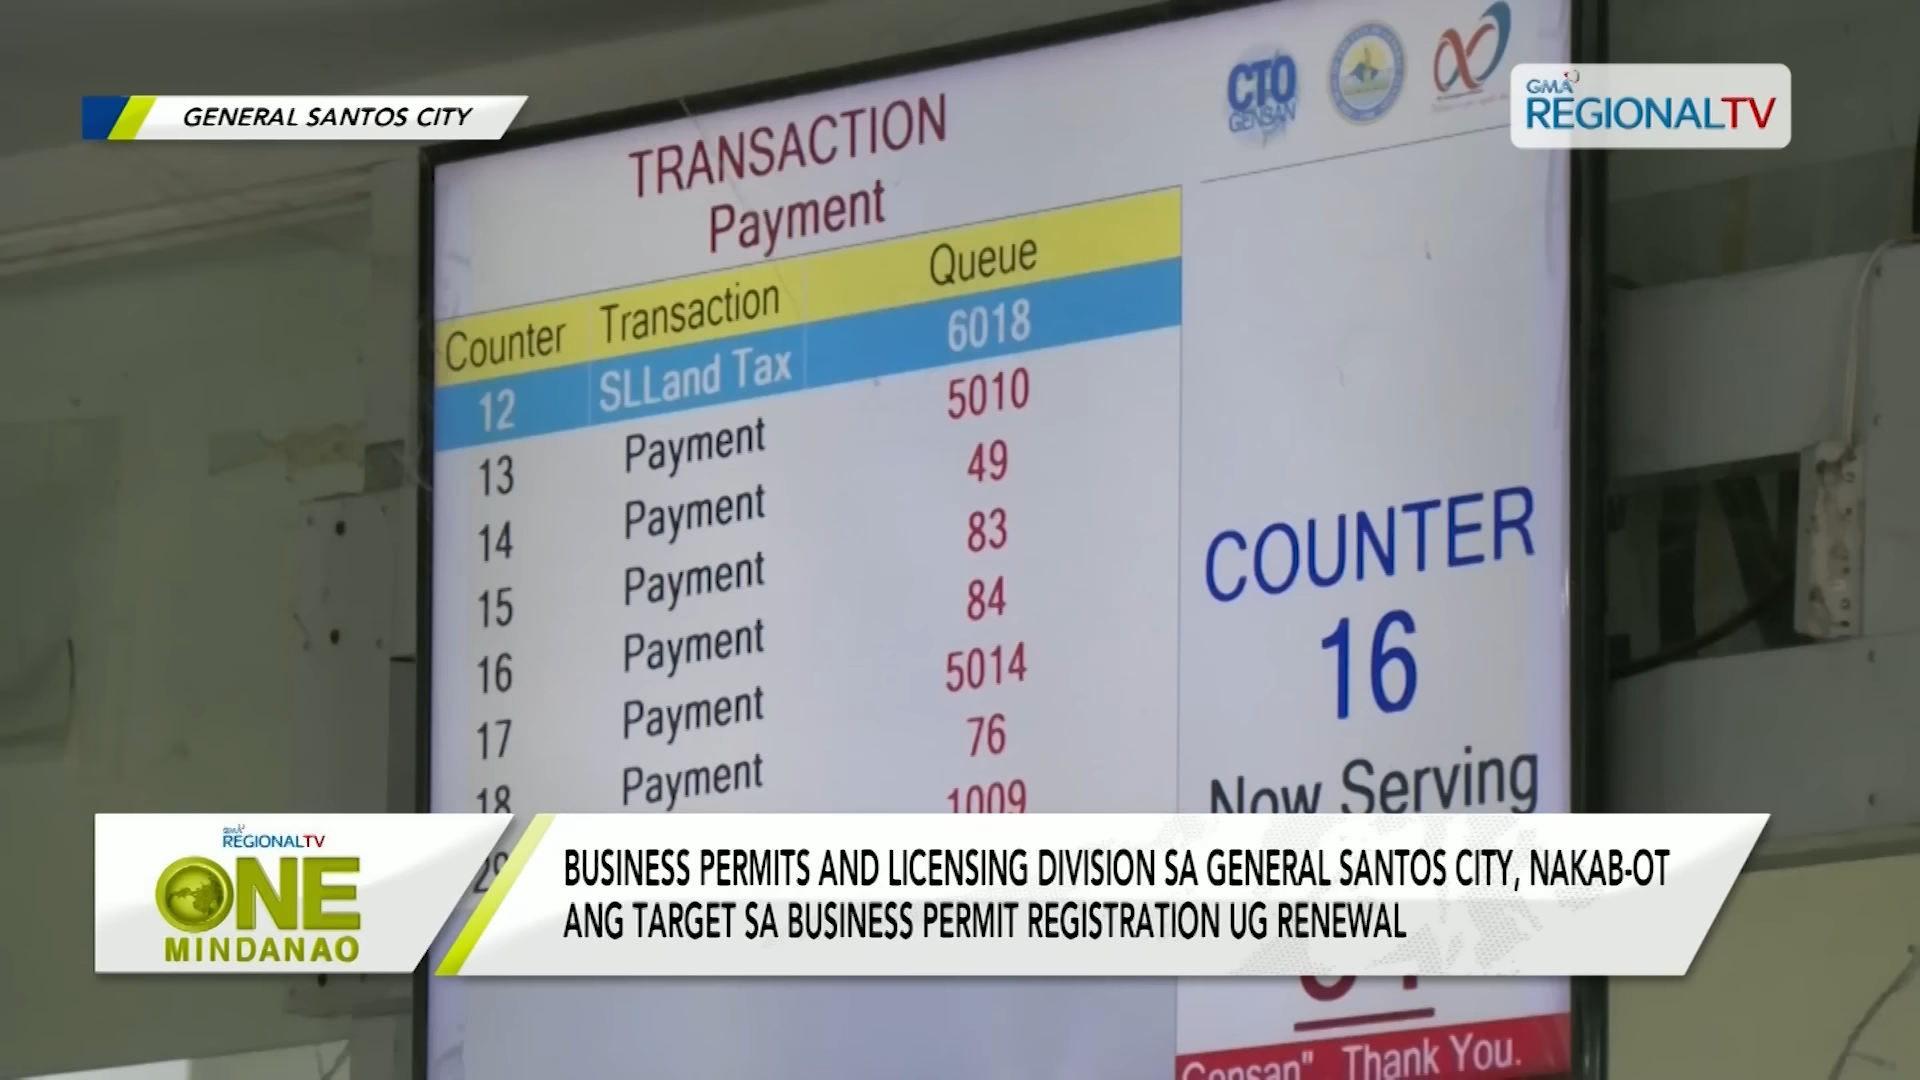 GENERAL SANTOS CITY
GMA
REGIONALTV
CTO
GENSAN
TRANSACTION
Payment
Counter Transaction Queue
12 SLLand Tax 6018
13 Payment 5010
14 Payment 49
15 Payment 83
16 Payment 84
17 Payment 5014
18 Payment 76
1009
COUNTER
16
Now Serving
GMA
REGIONALTV
ONE
MINDANAO
BUSINESS PERMITS AND LICENSING DIVISION SA GENERAL SANTOS CITY, NAKAB-OT
ANG TARGET SA BUSINESS PERMIT REGISTRATION UG RENEWAL
Gensan" Thank You.